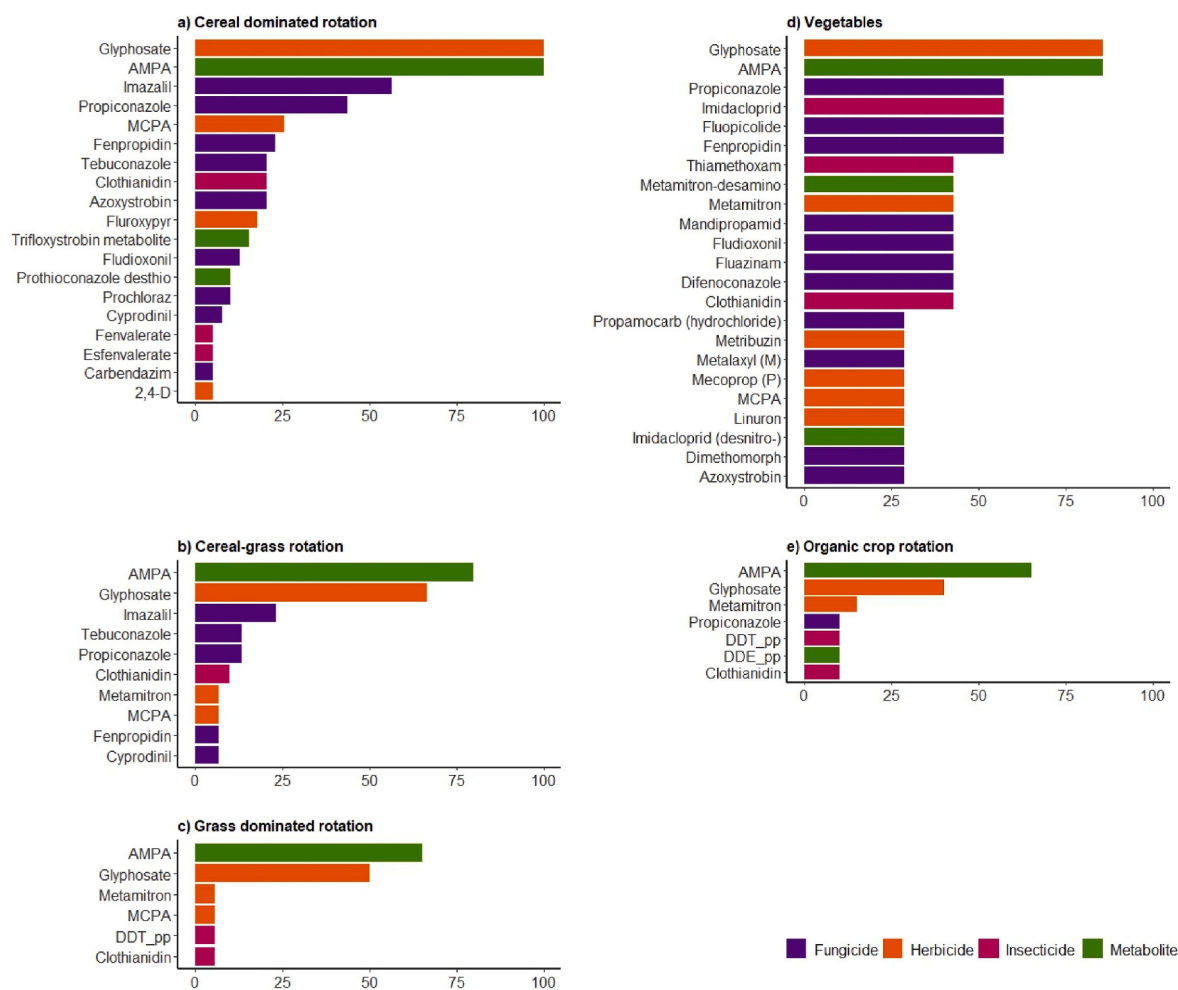 a) Cereal dominated rotation
Glyphosate
AMPA
Imazalil
Propiconazole
MCPA
Fenpropidin
Tebuconazole
Clothianidin
Azoxystrobin
Fluroxypyr
Trifloxystrobin metabolite
Fludioxonil
Prothioconazole desthio
Prochloraz
Cyprodinil
Fenvalerate
Esfenvalerate
Carbendazim
2,4-D
0 25 50 75 100
b) Cereal-grass rotation
AMPA
Glyphosate
Imazalil
Tebuconazole
Propiconazole
Clothianidin
Metamitron
MCPA
Fenpropidin
Cyprodinil
0 25 50 75 100
c) Grass dominated rotation
AMPA
Glyphosate
Metamitron
MCPA
DDT_pp
Clothianidin
0 25 50 75 100
d) Vegetables
Glyphosate
AMPA
Propiconazole
Imidacloprid
Fluopicolide
Fenpropidin
Thiamethoxam
Metamitron-desamino
Metamitron
Mandipropamid
Fludioxonil
Fluazinam
Difenoconazole
Clothianidin
Propamocarb (hydrochloride)
Metribuzin
Metalaxyl (M)
Mecoprop (P)
MCPA
Linuron
Imidacloprid (desnitro-)
Dimethomorph
Azoxystrobin
0 25 50 75 100
e) Organic crop rotation
AMPA
Glyphosate
Metamitron
Propiconazole
DDT_pp
DDE_pp
Clothianidin
0 25 50 75 100
Fungicide Herbicide Insecticide Metabolite